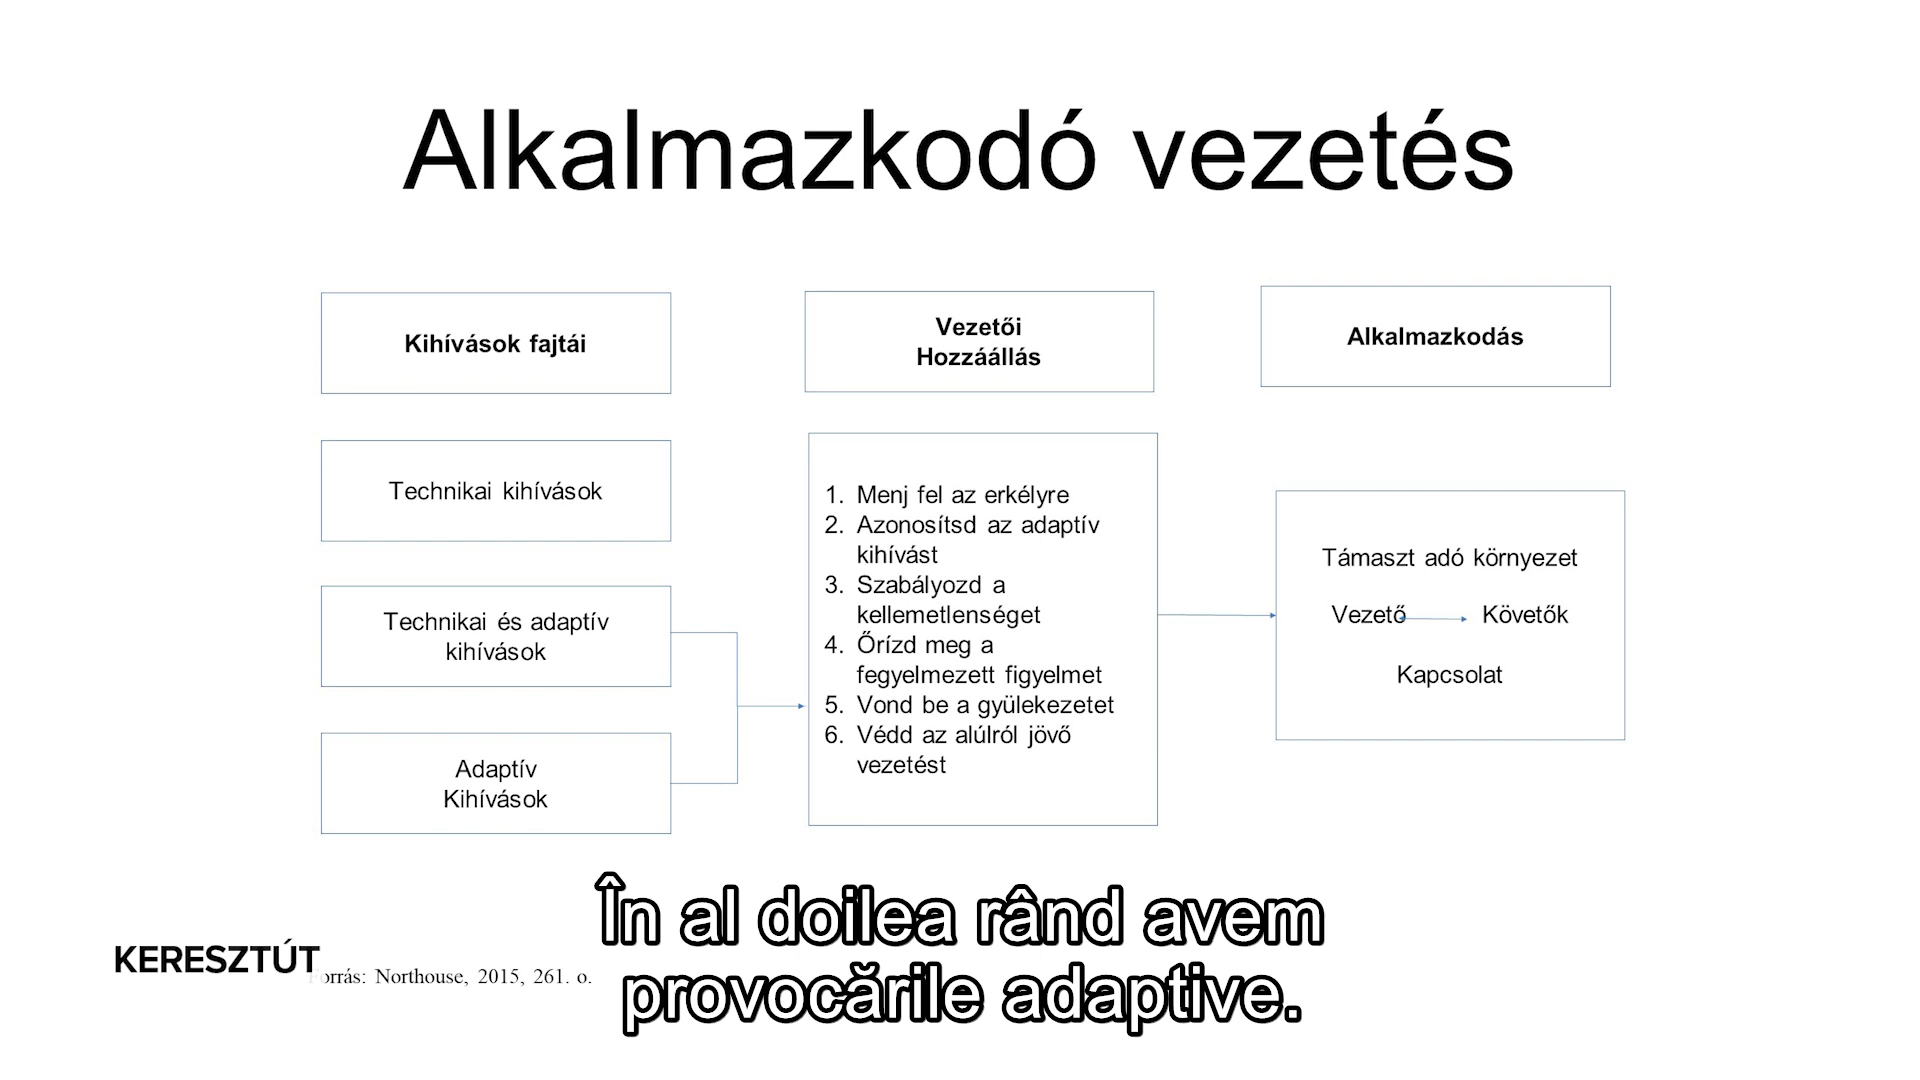 Alkalmazkodó vezetés
Kihívások fajtái
Vezetői
Hozzáállás
Alkalmazkodás
Technikai kihívások
Technikai és adaptív
kihívások
Adaptív
Kihívások
1. Menj fel az erkélyre
2. Azonosítsd az adaptív
kihívást
3. Szabályozd a
kellemetlenséget
4. Őrízd meg a
fegyelmezett figyelmet
5. Vond be a gyülekezetet
6. Védd az alúlról jövő
vezetést
Támaszt adó környezet
Vezető Követők
Kapcsolat
KERESZTÚT
Forrás: Northouse, 2015, 261. o.
În al doilea rând avem
provocările adaptive.